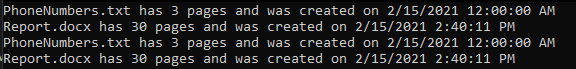 PhoneNumbers.txt has 3 pages and was created on 2/15/2021 12:00:00 AM
Report.docx has 30 pages and was created on 2/15/2021 2:40:11 PM
PhoneNumbers.txt has 3 pages and was created on 2/15/2021 12:00:00 AM
Report.docx has 30 pages and was created on 2/15/2021 2:40:11 PM